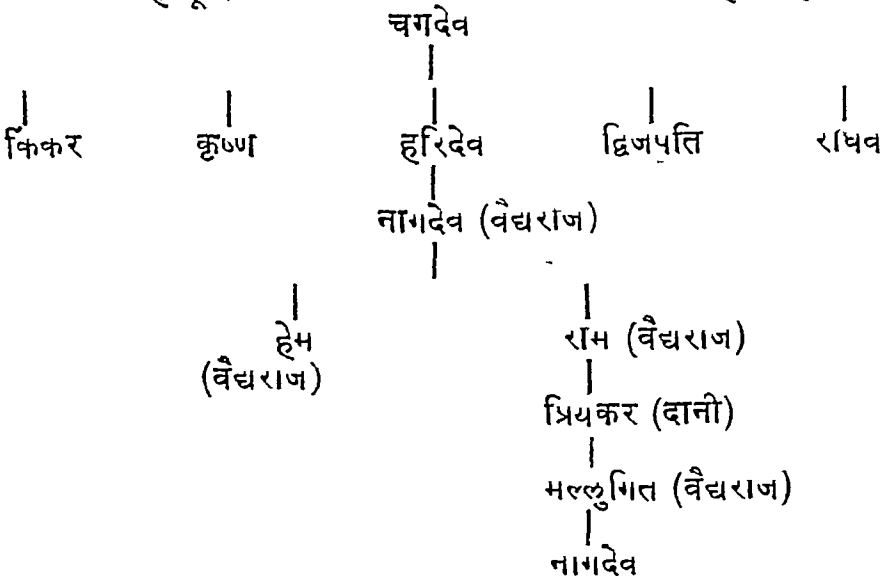 चगदेव
किकर कृष्ण हरिदेव द्विजपति राघव
नागदेव (वैद्यराज)
हेम राम (वैद्यराज)
(वैद्यराज)
प्रियकर (दानी)
मल्लुगित (वैद्यराज)
नागदेव